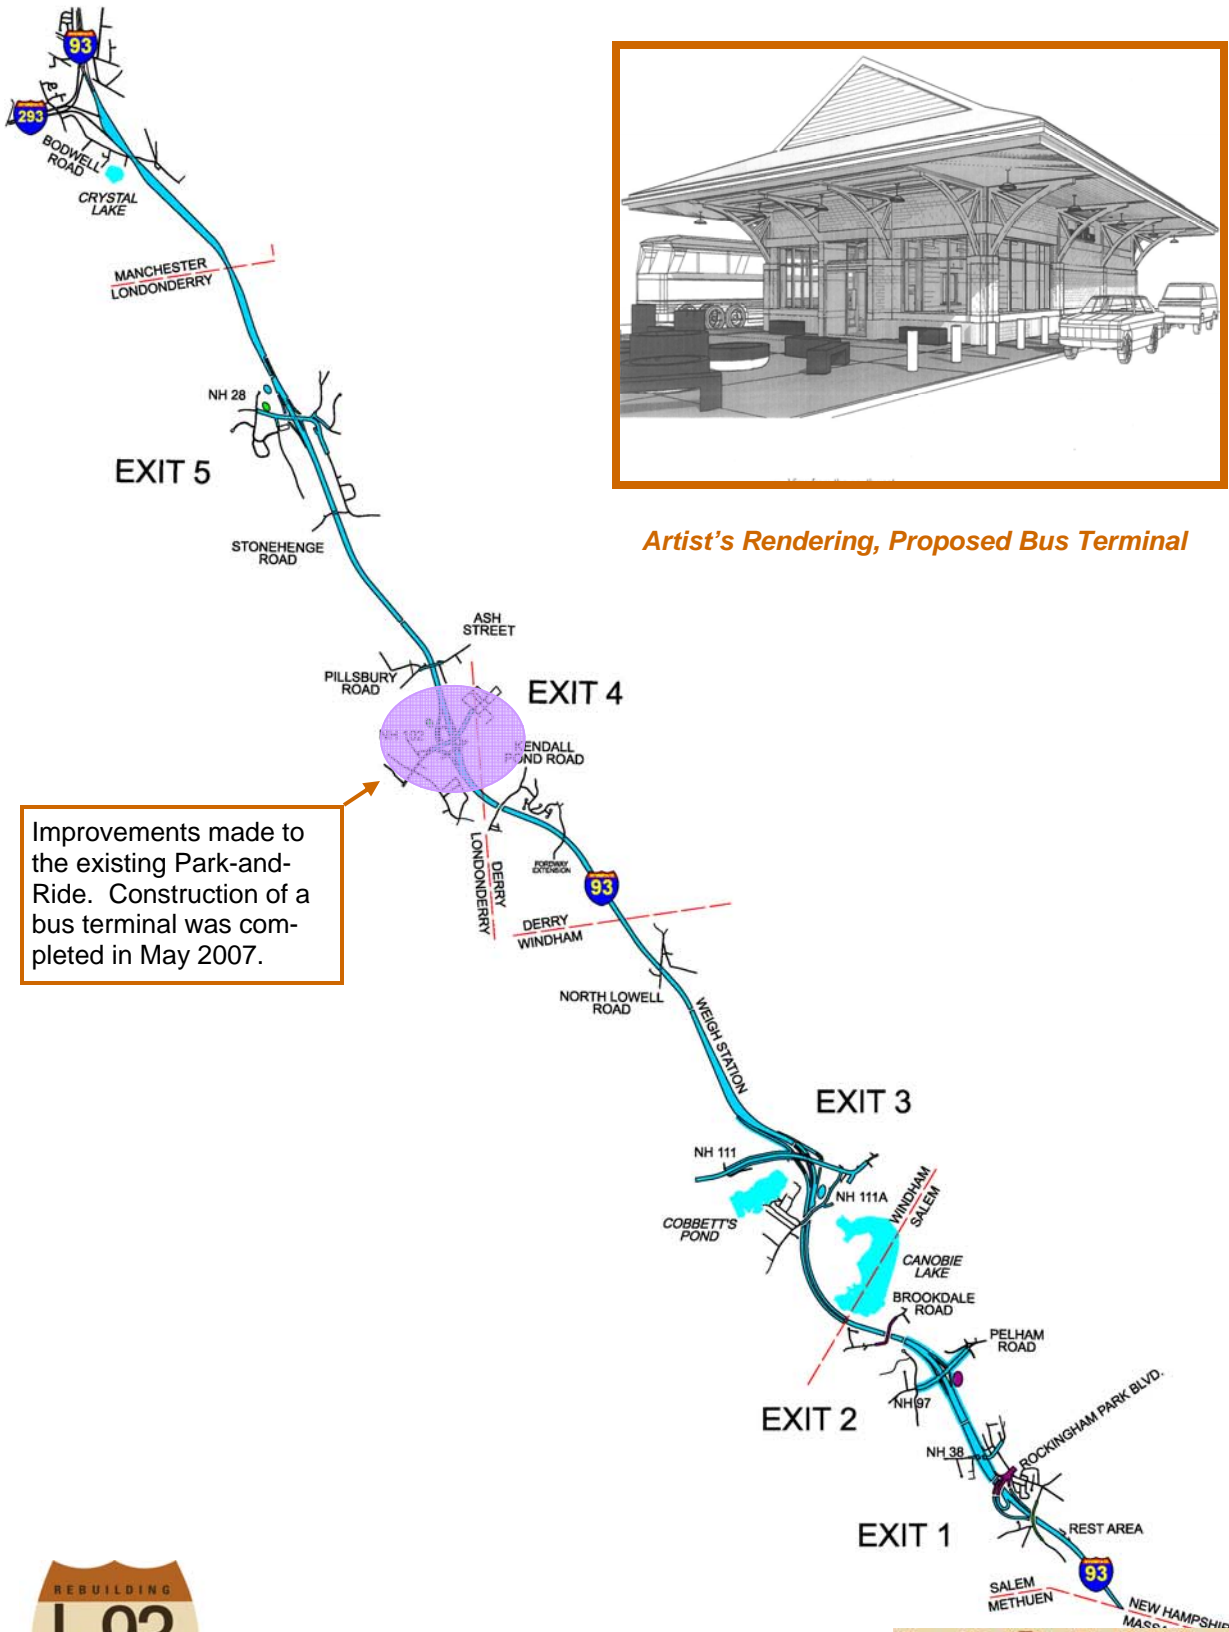 93
293
BODWELL
ROAD
CRYSTAL
LAKE
MANCHESTER
LONDONDERRY
NH 28
EXIT 5
STONEHENGE
ROAD
Artist's Rendering, Proposed Bus Terminal
ASH
STREET
PILLSBURY
ROAD
EXIT 4
NH 102
KENDALL
POND ROAD
Improvements made to
the existing Park-and-
Ride. Construction of a
bus terminal was com-
pleted in May 2007.
FORDWAY
EXTENSION
DERRY
LONDONDERRY
93
DERRY
WINDHAM
NORTH LOWELL
ROAD
WEIGH STATION
EXIT 3
NH 111
NH 111A
COBBETT'S
POND
WINDHAM
SALEM
CANOBIE
LAKE
BROOKDALE
ROAD
PELHAM
ROAD
EXIT 2
NH 97
ROCKINGHAM PARK BLVD.
NH 38
EXIT 1
REST AREA
93
SALEM
METHUEN
NEW HAMPSHIRE
REBUILDING
I-93